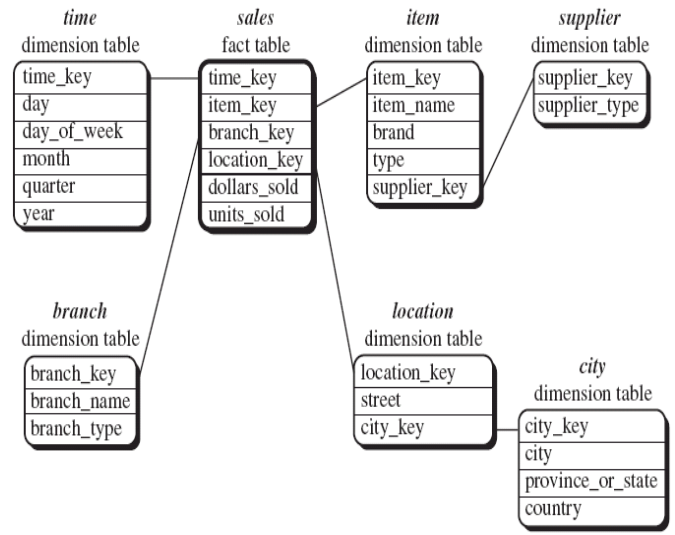 time
dimension table
time_key
day
day_of_week
month
quarter
year
sales
fact table
time_key
item_key
branch_key
location_key
dollars_sold
units_sold
item
dimension table
item_key
item_name
brand
type
supplier_key
supplier
dimension table
supplier_key
supplier_type
branch
dimension table
branch_key
branch_name
branch_type
location
dimension table
location_key
street
city_key
city
dimension table
city_key
city
province_or_state
country